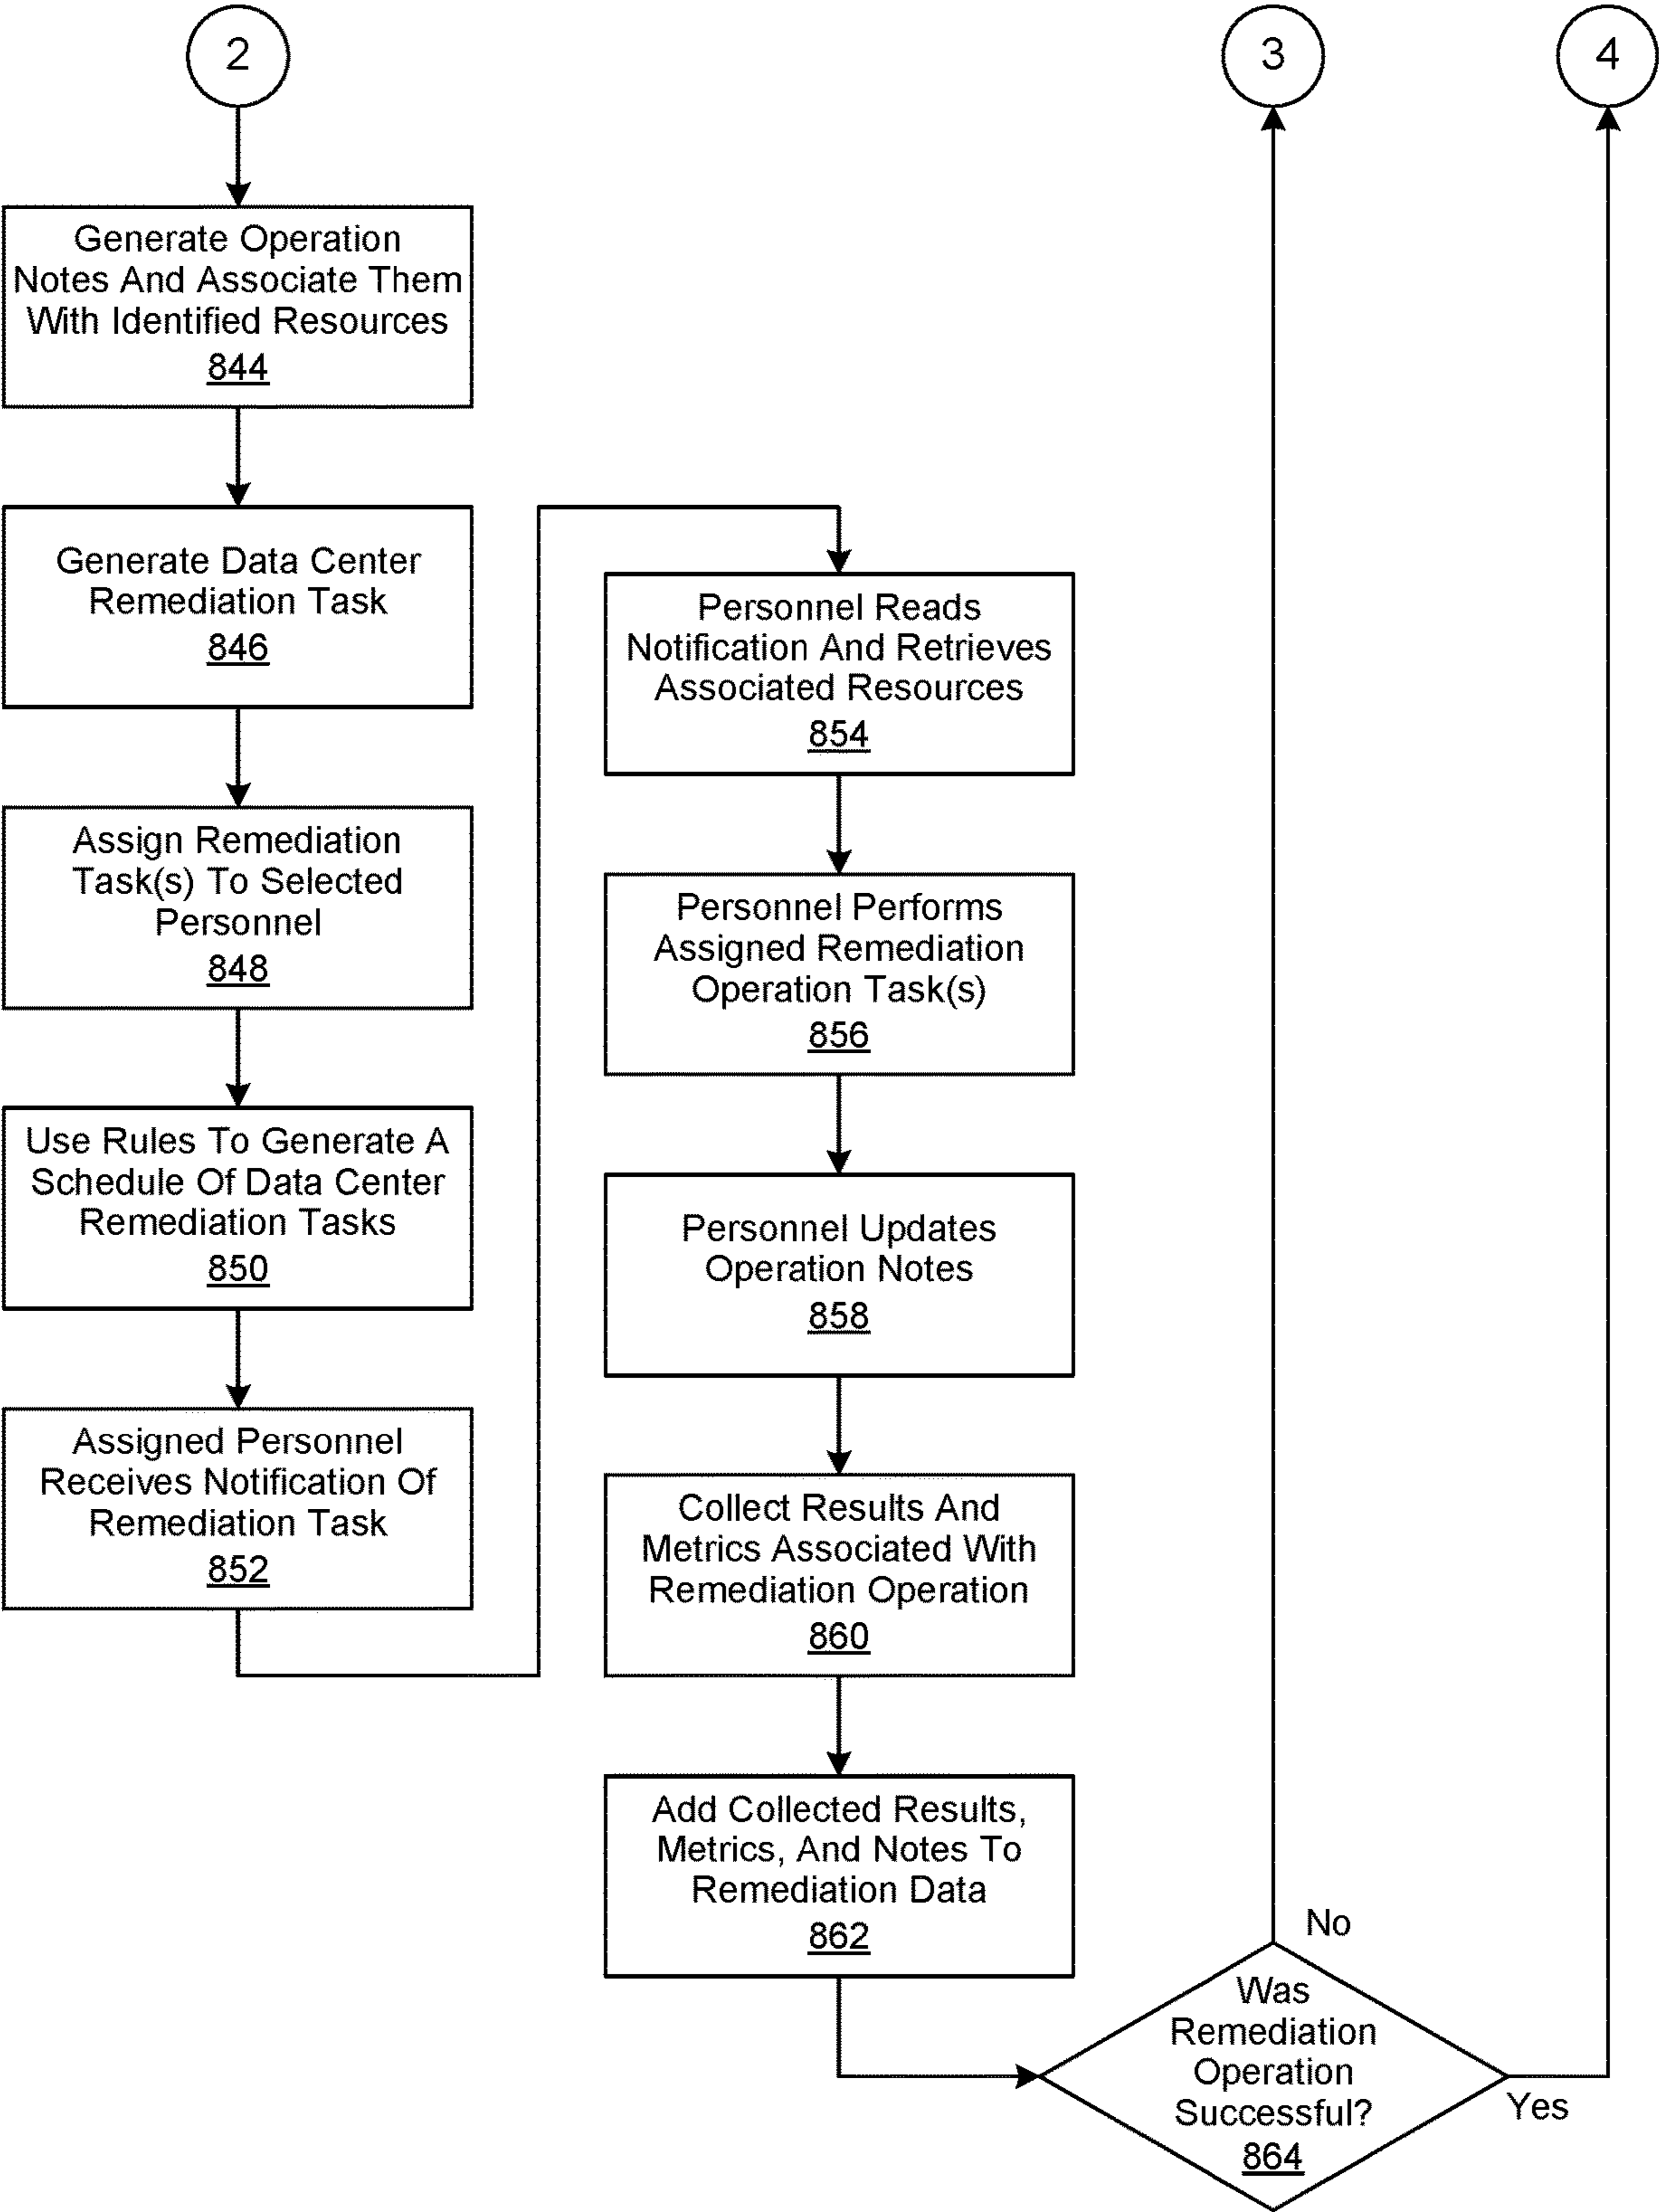 2
3
4
Generate Operation
Notes And Associate Them
With Identified Resources
844
Generate Data Center
Remediation Task
846
Assign Remediation
Task(s) To Selected
Personnel
848
Use Rules To Generate A
Schedule Of Data Center
Remediation Tasks
850
Assigned Personnel
Receives Notification Of
Remediation Task
852
Personnel Reads
Notification And Retrieves
Associated Resources
854
Personnel Performs
Assigned Remediation
Operation Task(s)
856
Personnel Updates
Operation Notes
858
Collect Results And
Metrics Associated With
Remediation Operation
860
Add Collected Results,
Metrics, And Notes To
Remediation Data
862
No
Was
Remediation
Operation
Successful?
864
Yes